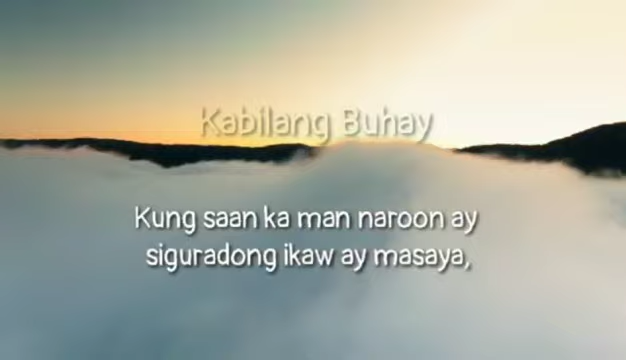 Kabilang Buhay
Kung saan ka man naroon ay
siguradong ikaw ay masaya,